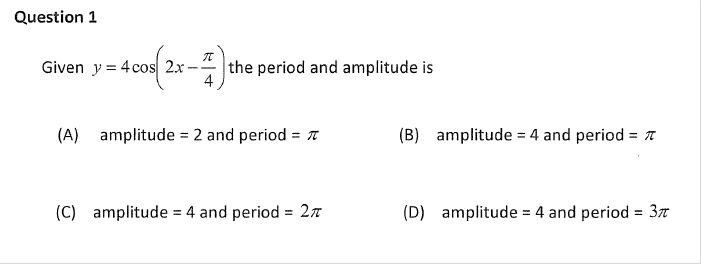 Question 1
Given y = 4cos(2x − π/4) the period and amplitude is
(A) amplitude = 2 and period = π (B) amplitude = 4 and period = π
(C) amplitude = 4 and period = 2π (D) amplitude = 4 and period = 3π